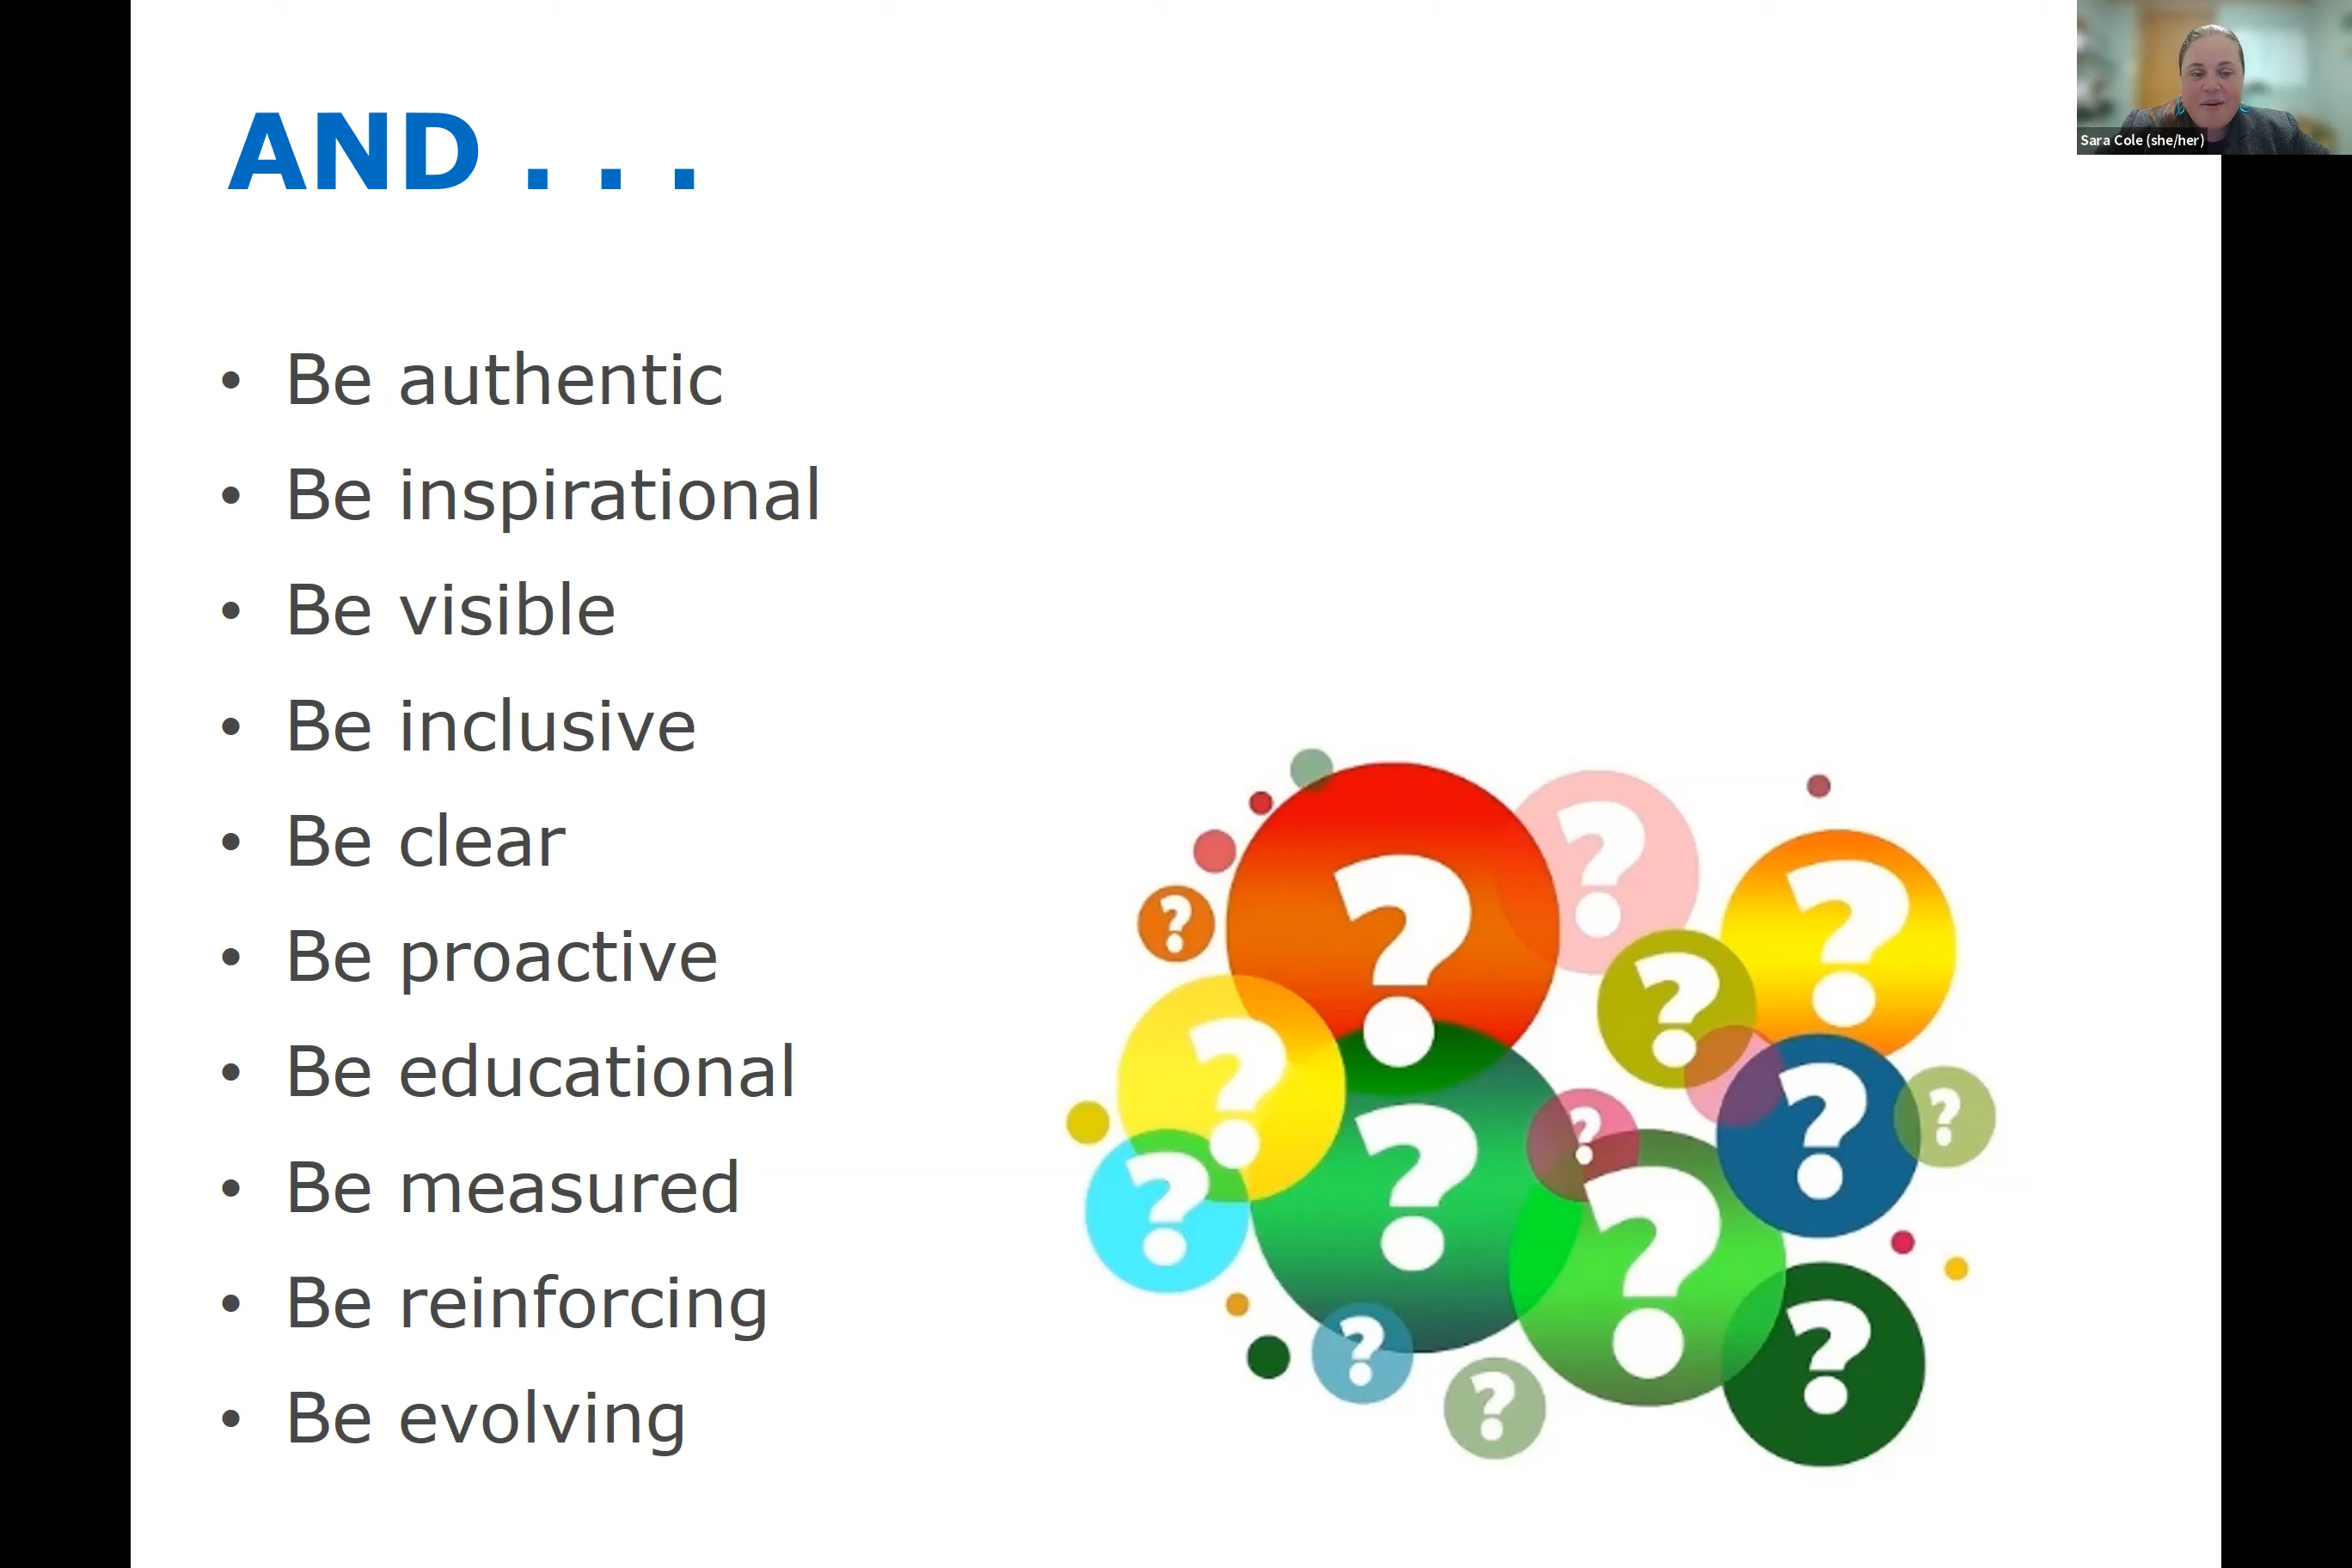 AND . . .
• Be authentic
• Be inspirational
• Be visible
• Be inclusive
• Be clear
• Be proactive
• Be educational
• Be measured
• Be reinforcing
• Be evolving
? ? ? ? ? ? ? ? ? ? ? ? ? ?
Sara Cole (she/her)